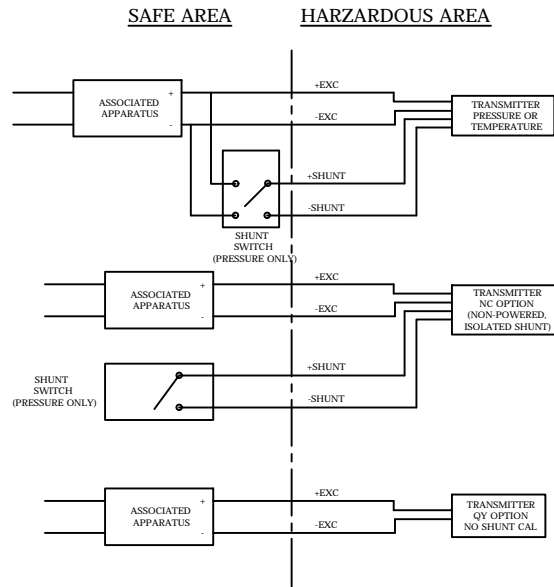 SAFE AREA
HARZARDOUS AREA
+EXC
ASSOCIATED
APPARATUS
+
-
-EXC
TRANSMITTER
PRESSURE OR
TEMPERATURE
+SHUNT
-SHUNT
SHUNT
SWITCH
(PRESSURE ONLY)
+EXC
ASSOCIATED
APPARATUS
+
-
-EXC
TRANSMITTER
NC OPTION
(NON-POWERED,
ISOLATED SHUNT)
+SHUNT
-SHUNT
SHUNT
SWITCH
(PRESSURE ONLY)
+EXC
ASSOCIATED
APPARATUS
+
-
-EXC
TRANSMITTER
QY OPTION
NO SHUNT CAL